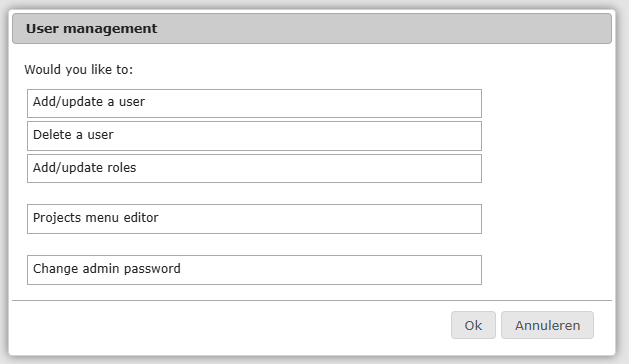 User management
Would you like to:
Add/update a user
Delete a user
Add/update roles
Projects menu editor
Change admin password
Ok Annuleren